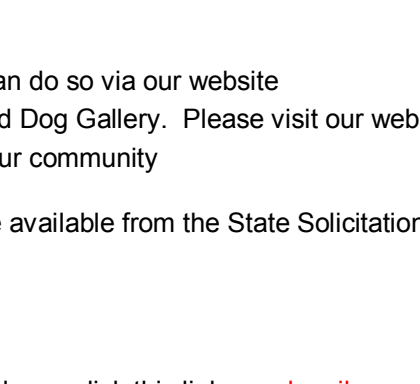 an do so via our website
d Dog Gallery. Please visit our web
ur community
available from the State Solicitation
click this link